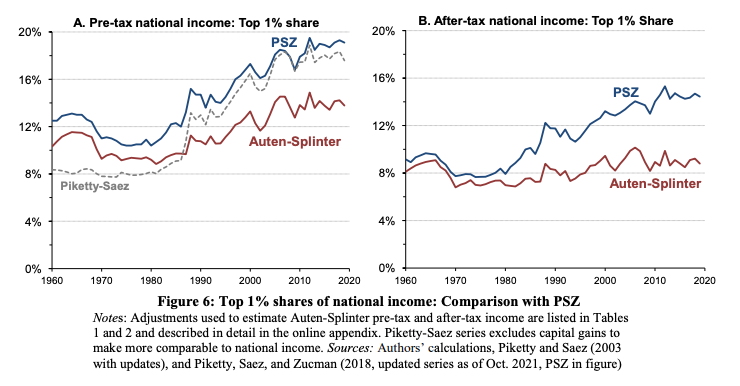 A. Pre-tax national income: Top 1% share
20%
16%
12%
8%
4%
0%
PSZ
Auten-Splinter
Piketty-Saez
1960 1970 1980 1990 2000 2010 2020
B. After-tax national income: Top 1% Share
20%
16%
12%
8%
4%
0%
PSZ
Auten-Splinter
1960 1970 1980 1990 2000 2010 2020
Figure 6: Top 1% shares of national income: Comparison with PSZ
Notes: Adjustments used to estimate Auten-Splinter pre-tax and after-tax income are listed in Tables
1 and 2 and described in detail in the online appendix. Piketty-Saez series excludes capital gains to
make more comparable to national income. Sources: Authors’ calculations, Piketty and Saez (2003
with updates), and Piketty, Saez, and Zucman (2018, updated series as of Oct. 2021, PSZ in figure)